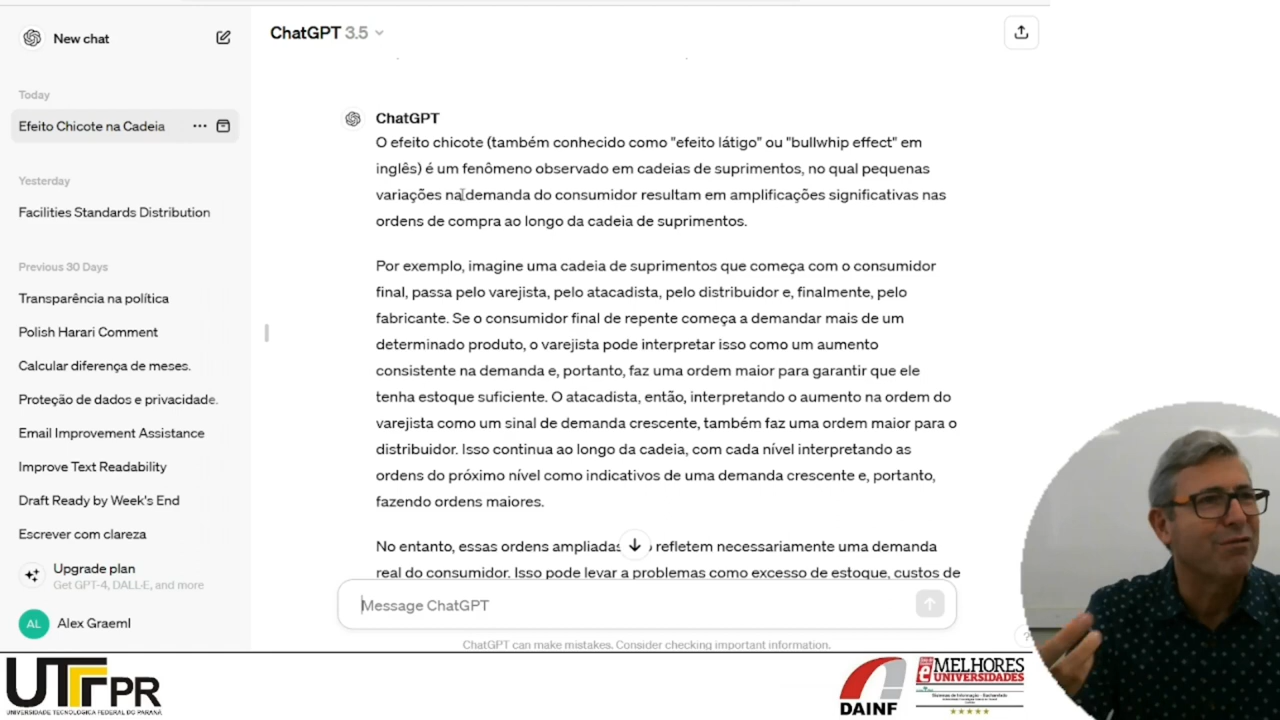 New chat
Today
Efeito Chicote na Cadeia
Yesterday
Facilities Standards Distribution
Previous 30 Days
Transparência na política
Polish Harari Comment
Calcular diferença de meses.
Proteção de dados e privacidade.
Email Improvement Assistance
Improve Text Readability
Draft Ready by Week's End
Escrever com clareza
Upgrade plan
Get GPT-4, DALL·E, and more
AL Alex Graeml
ChatGPT 3.5
ChatGPT
O efeito chicote (também conhecido como "efeito látigo" ou "bullwhip effect" em
inglês) é um fenômeno observado em cadeias de suprimentos, no qual pequenas
variações na demanda do consumidor resultam em amplificações significativas nas
ordens de compra ao longo da cadeia de suprimentos.
Por exemplo, imagine uma cadeia de suprimentos que começa com o consumidor
final, passa pelo varejista, pelo atacadista, pelo distribuidor e, finalmente, pelo
fabricante. Se o consumidor final de repente começa a demandar mais de um
determinado produto, o varejista pode interpretar isso como um aumento
consistente na demanda e, portanto, faz uma ordem maior para garantir que ele
tenha estoque suficiente. O atacadista, então, interpretando o aumento na ordem do
varejista como um sinal de demanda crescente, também faz uma ordem maior para o
distribuidor. Isso continua ao longo da cadeia, com cada nível interpretando as
ordens do próximo nível como indicativos de uma demanda crescente e, portanto,
fazendo ordens maiores.
No entanto, essas ordens ampliadas refletem necessariamente uma demanda
real do consumidor. Isso pode levar a problemas como excesso de estoque, custos de
Message ChatGPT
ChatGPT can make mistakes. Consider checking important information.
?
UTFPR
UNIVERSIDADE TECNOLÓGICA FEDERAL DO PARANÁ
DAINF
MELHORES
UNIVERSIDADES
Sistemas de Informação - Bacharelado